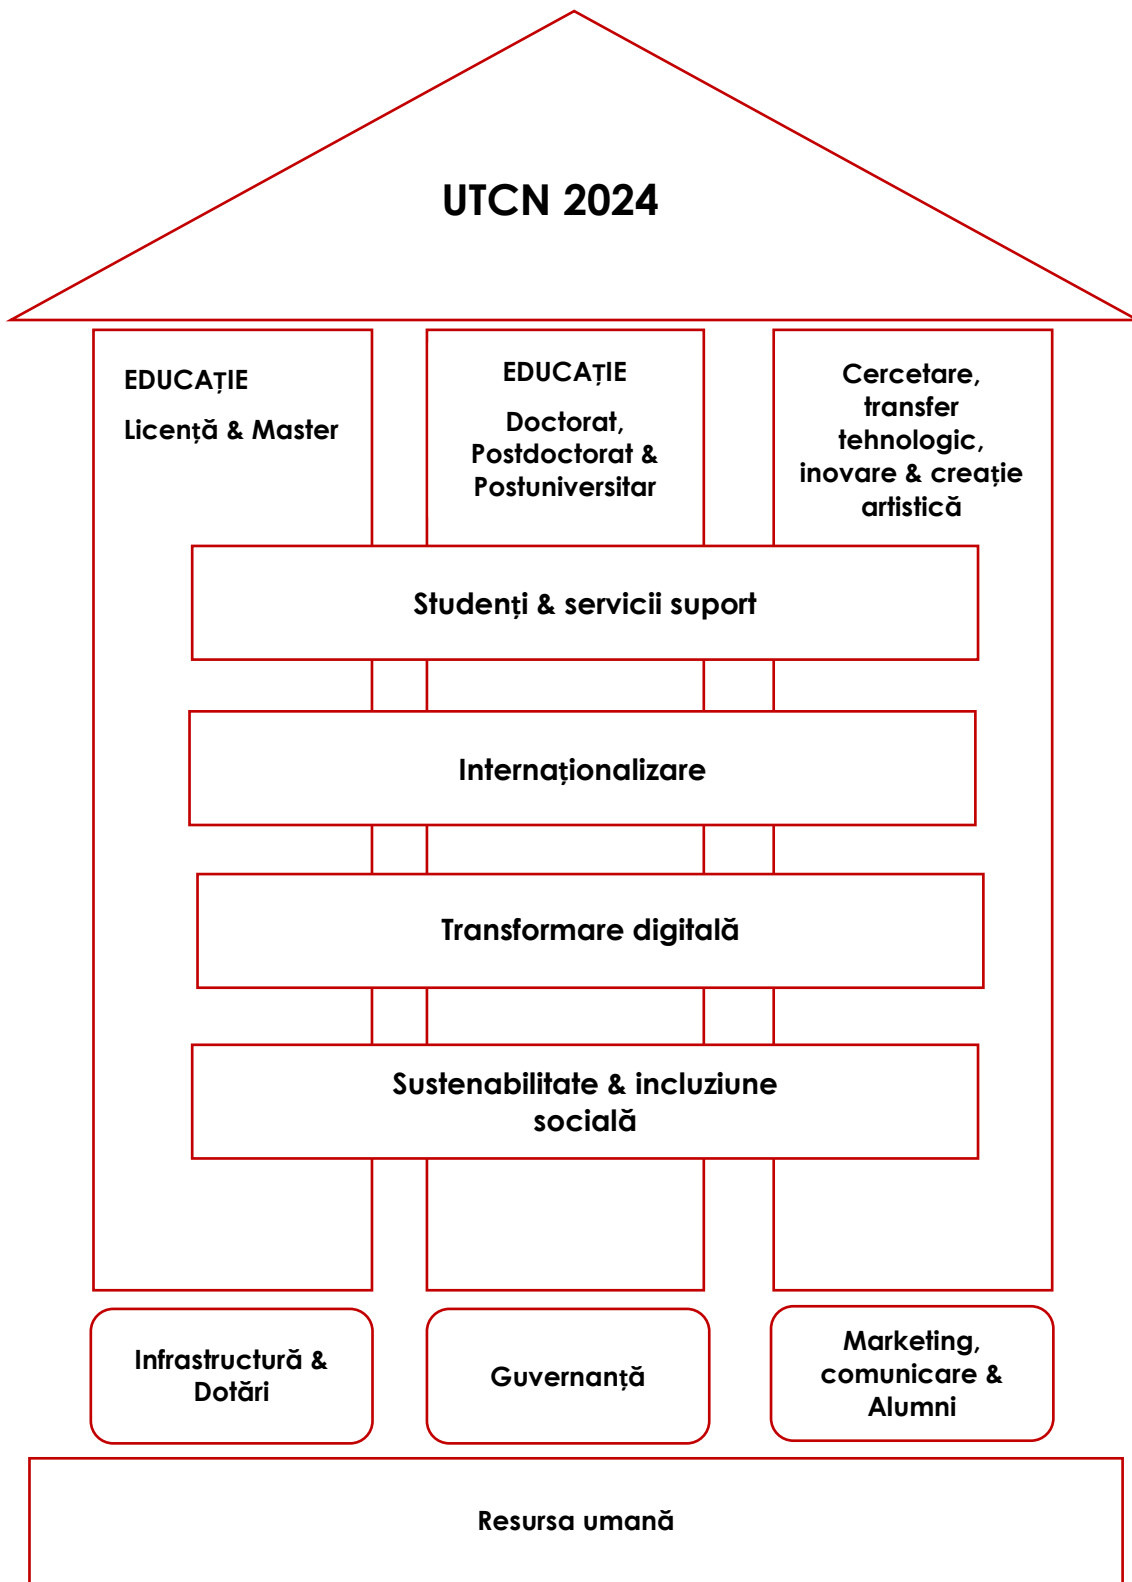 UTCN 2024
EDUCAȚIE
Licență & Master
EDUCAȚIE
Doctorat,
Postdoctorat &
Postuniversitar
Cercetare,
transfer
tehnologic,
inovare & creație
artistică
Studenți & servicii suport
Internaționalizare
Transformare digitală
Sustenabilitate & incluziune
socială
Infrastructură &
Dotări
Guvernanță
Marketing,
comunicare &
Alumni
Resursa umană